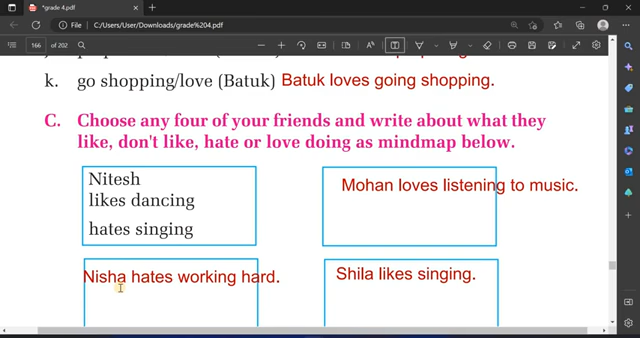 *grade 4.pdf
File C:/Users/User/Downloads/grade%204.pdf
166 of 202
k. go shopping/love (Batuk) Batuk loves going shopping.
C. Choose any four of your friends and write about what they
like, don't like, hate or love doing as mindmap below.
Nitesh
likes dancing
hates singing
Mohan loves listening to music.
Nisha hates working hard.
Shila likes singing.